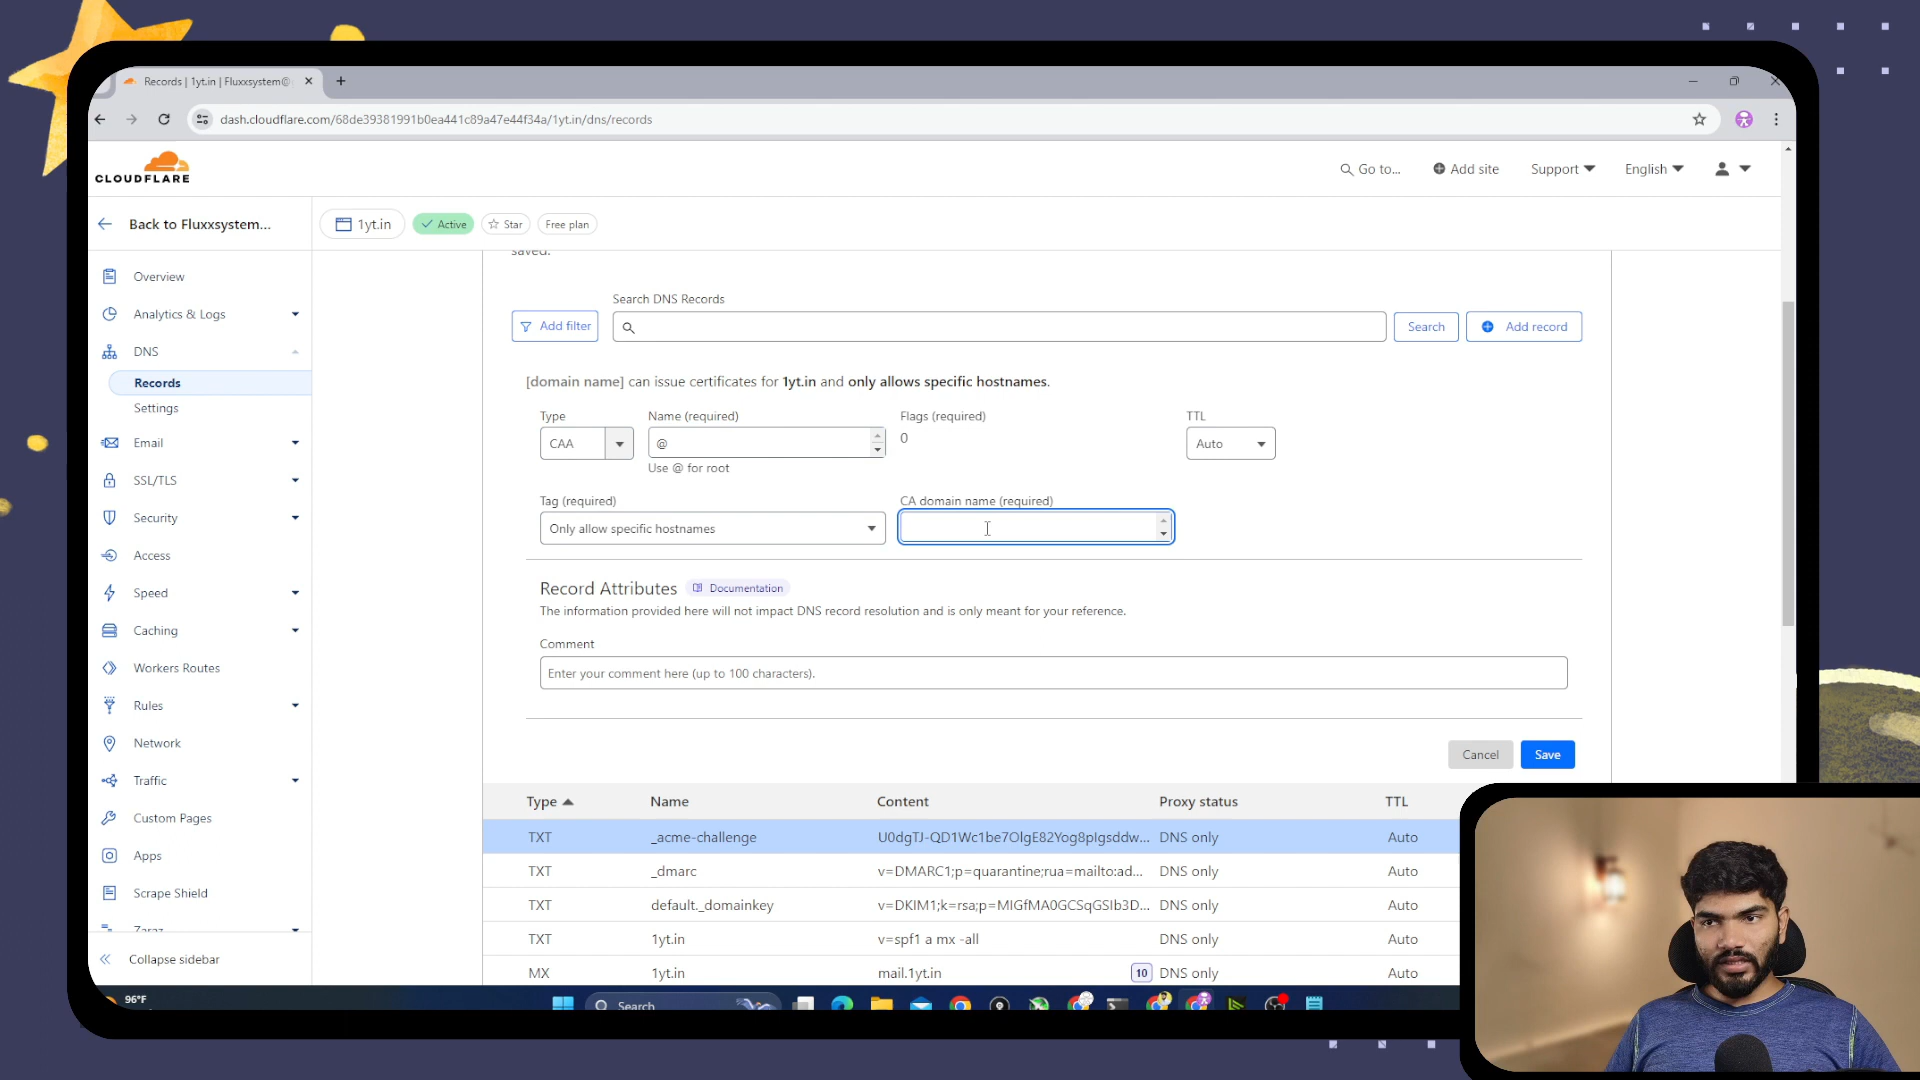 Records | 1yt.in | Fluxxsystem@
dash.cloudflare.com/68de39381991b0ea441c89a47e44f34a/1yt.in/dns/records
CLOUDFLARE
Go to...
Add site
Support
English
Back to Fluxxsystem...
1yt.in
Active
Star
Free plan
Overview
Analytics & Logs
DNS
Records
Settings
Email
SSL/TLS
Security
Access
Speed
Caching
Workers Routes
Rules
Network
Traffic
Custom Pages
Apps
Scrape Shield
Zaraz
Collapse sidebar
saved.
Search DNS Records
Add filter
Search
Add record
[domain name] can issue certificates for 1yt.in and only allows specific hostnames.
Type
Name (required)
Flags (required)
TTL
CAA
@
0
Auto
Use @ for root
Tag (required)
CA domain name (required)
Only allow specific hostnames
Record Attributes
Documentation
The information provided here will not impact DNS record resolution and is only meant for your reference.
Comment
Enter your comment here (up to 100 characters).
Cancel
Save
Type Name Content Proxy status TTL
TXT _acme-challenge U0dgTJ-QD1Wc1be7OlgE82Yog8pIgsddw... DNS only Auto
TXT _dmarc v=DMARC1;p=quarantine;rua=mailto:ad... DNS only Auto
TXT default._domainkey v=DKIM1;k=rsa;p=MIGfMA0GCSqGSIb3D... DNS only Auto
TXT 1yt.in v=spf1 a mx -all DNS only Auto
MX 1yt.in mail.1yt.in 10 DNS only Auto
96°F
Search